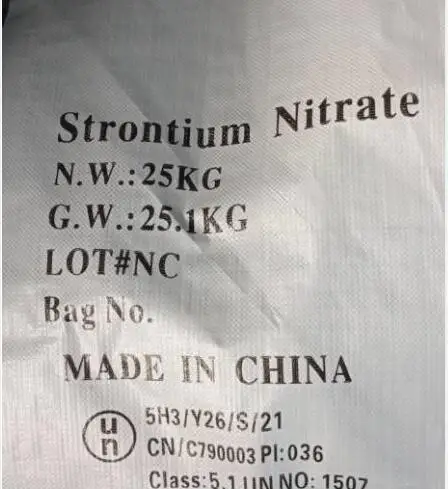 Strontium Nitrate
N.W.:25KG
G.W.:25.1KG
LOT#NC
Bag No.
MADE IN CHINA
un
5H3/Y26/S/21
CN/C790003 PI:036
Class:5.1 UN NO: 1507